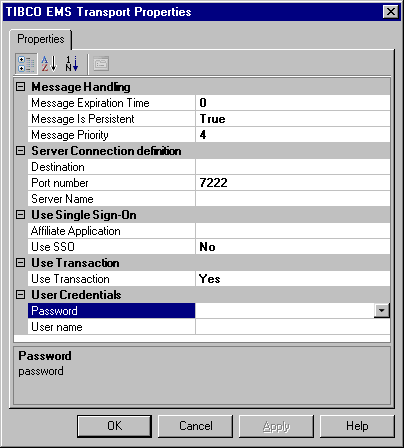 TIBCO EMS Transport Properties
Properties
Message Handling
Message Expiration Time 0
Message Is Persistent True
Message Priority 4
Server Connection definition
Destination
Port number 7222
Server Name
Use Single Sign-On
Affiliate Application
Use SSO No
Use Transaction
Use Transaction Yes
User Credentials
Password
User name
Password
password
OK Cancel Apply Help